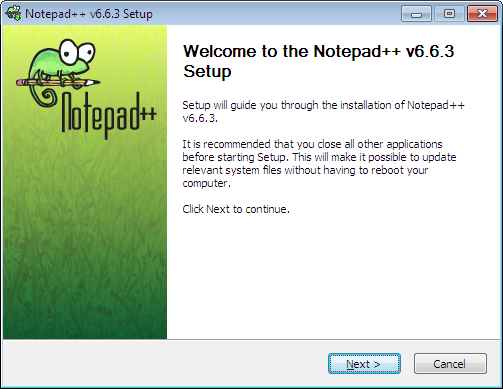 Notepad++ v6.6.3 Setup
Notepad++
Welcome to the Notepad++ v6.6.3
Setup
Setup will guide you through the installation of Notepad++
v6.6.3.
It is recommended that you close all other applications
before starting Setup. This will make it possible to update
relevant system files without having to reboot your
computer.
Click Next to continue.
Next >
Cancel